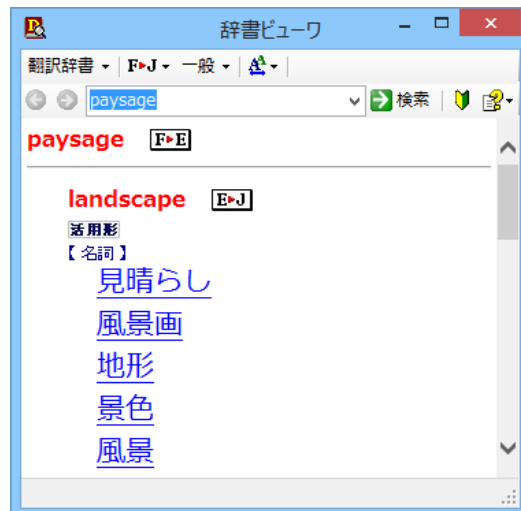 辞書ビューワ
翻訳辞書 F▸J 一般 A
paysage 検索
paysage F▸E
landscape E▸J
活用形
【名詞】
見晴らし
風景画
地形
景色
風景